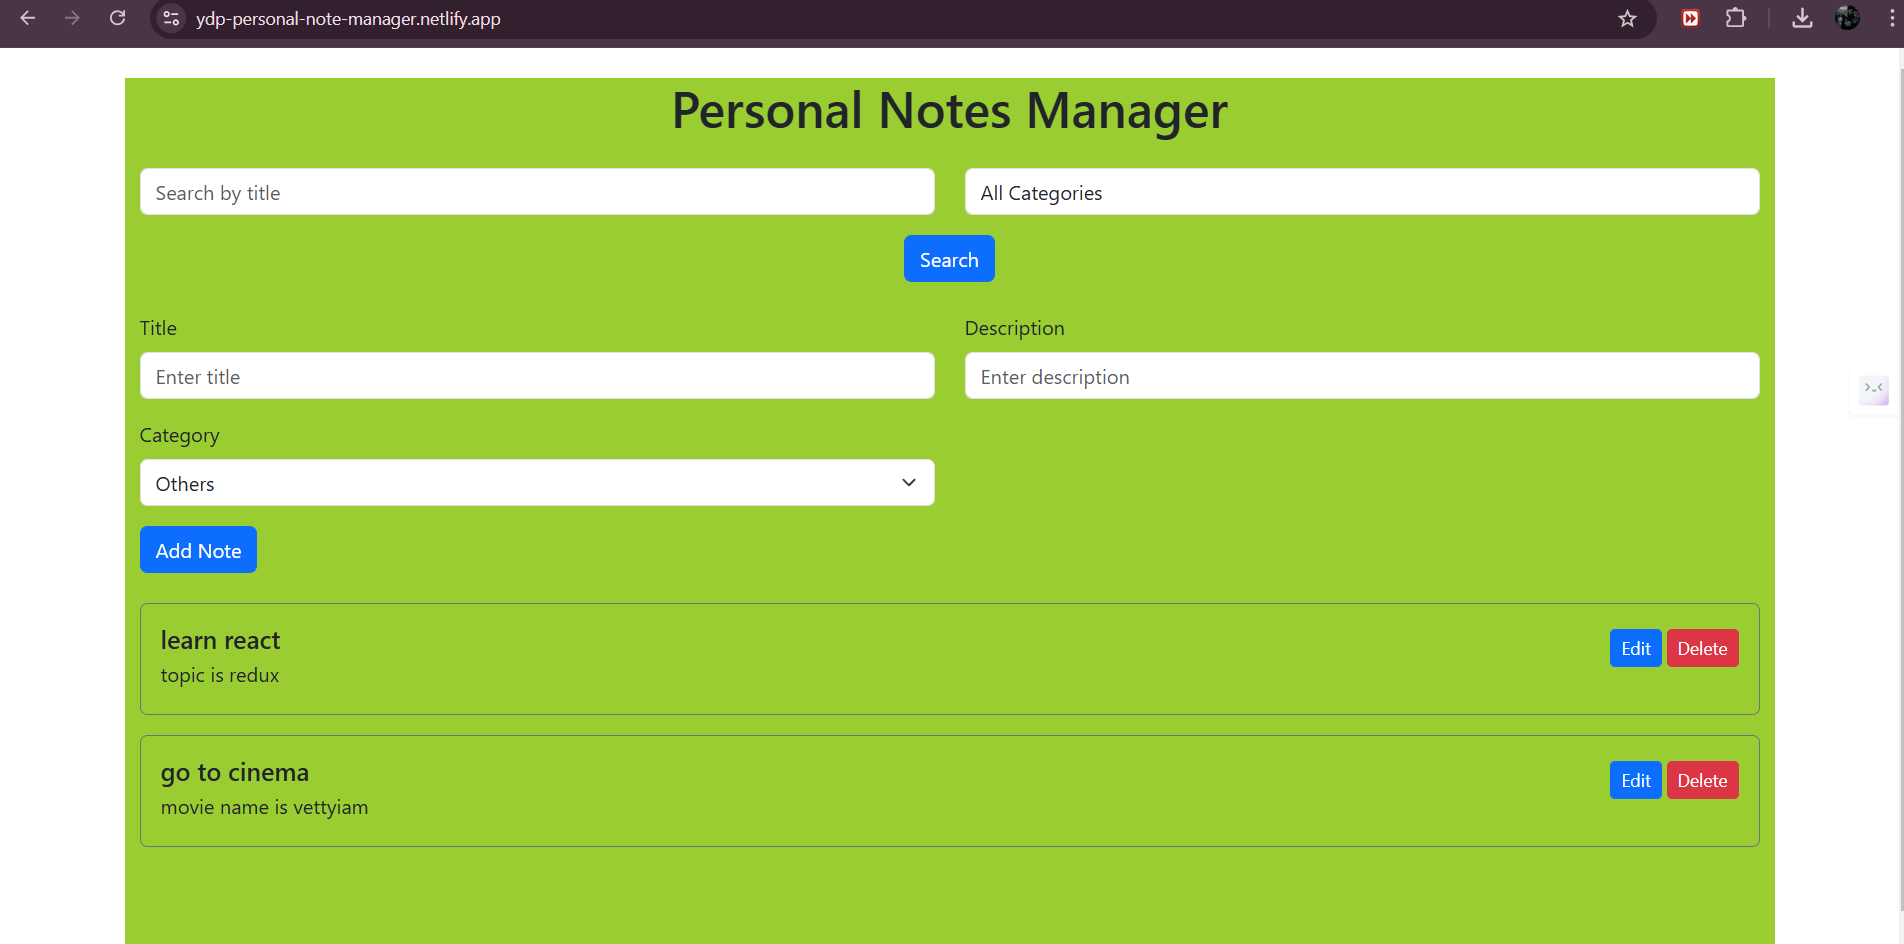 ydp-personal-note-manager.netlify.app
Personal Notes Manager
Search by title
All Categories
Search
Title
Description
Enter title
Enter description
Category
Others
Add Note
learn react
topic is redux
Edit
Delete
go to cinema
movie name is vettyiam
Edit
Delete